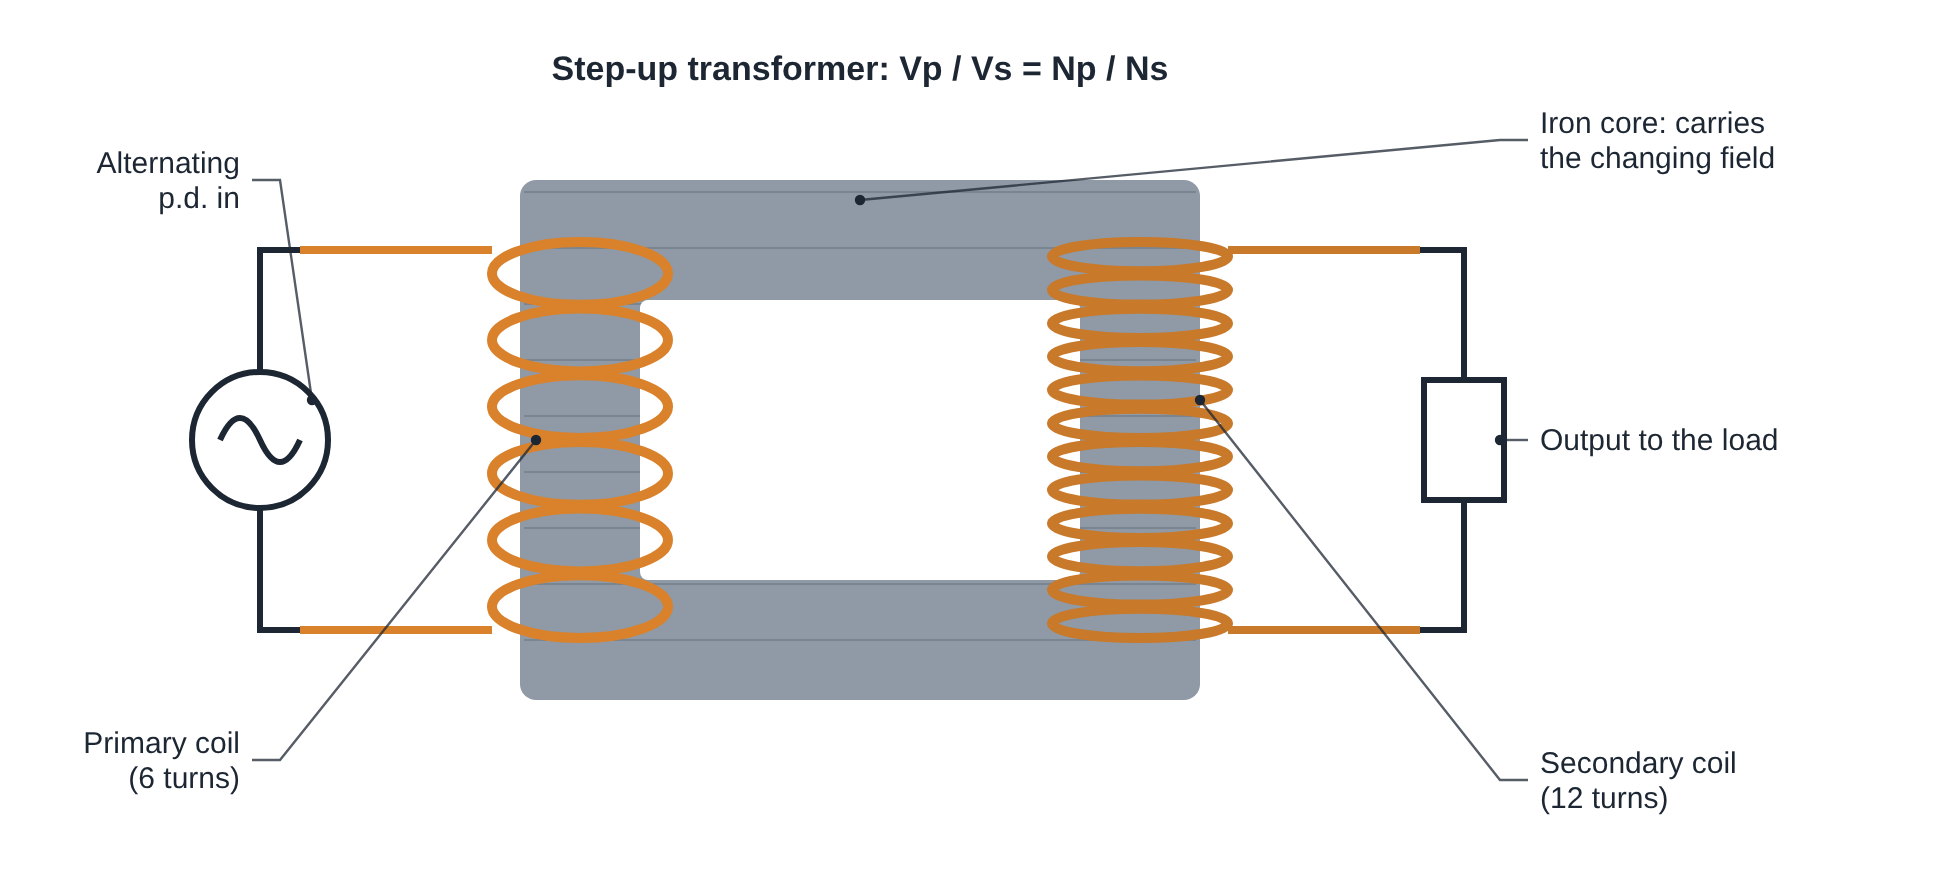 Step-up transformer: Vp / Vs = Np / Ns
Iron core: carries
the changing field
Alternating
p.d. in
Output to the load
Primary coil
(6 turns)
Secondary coil
(12 turns)